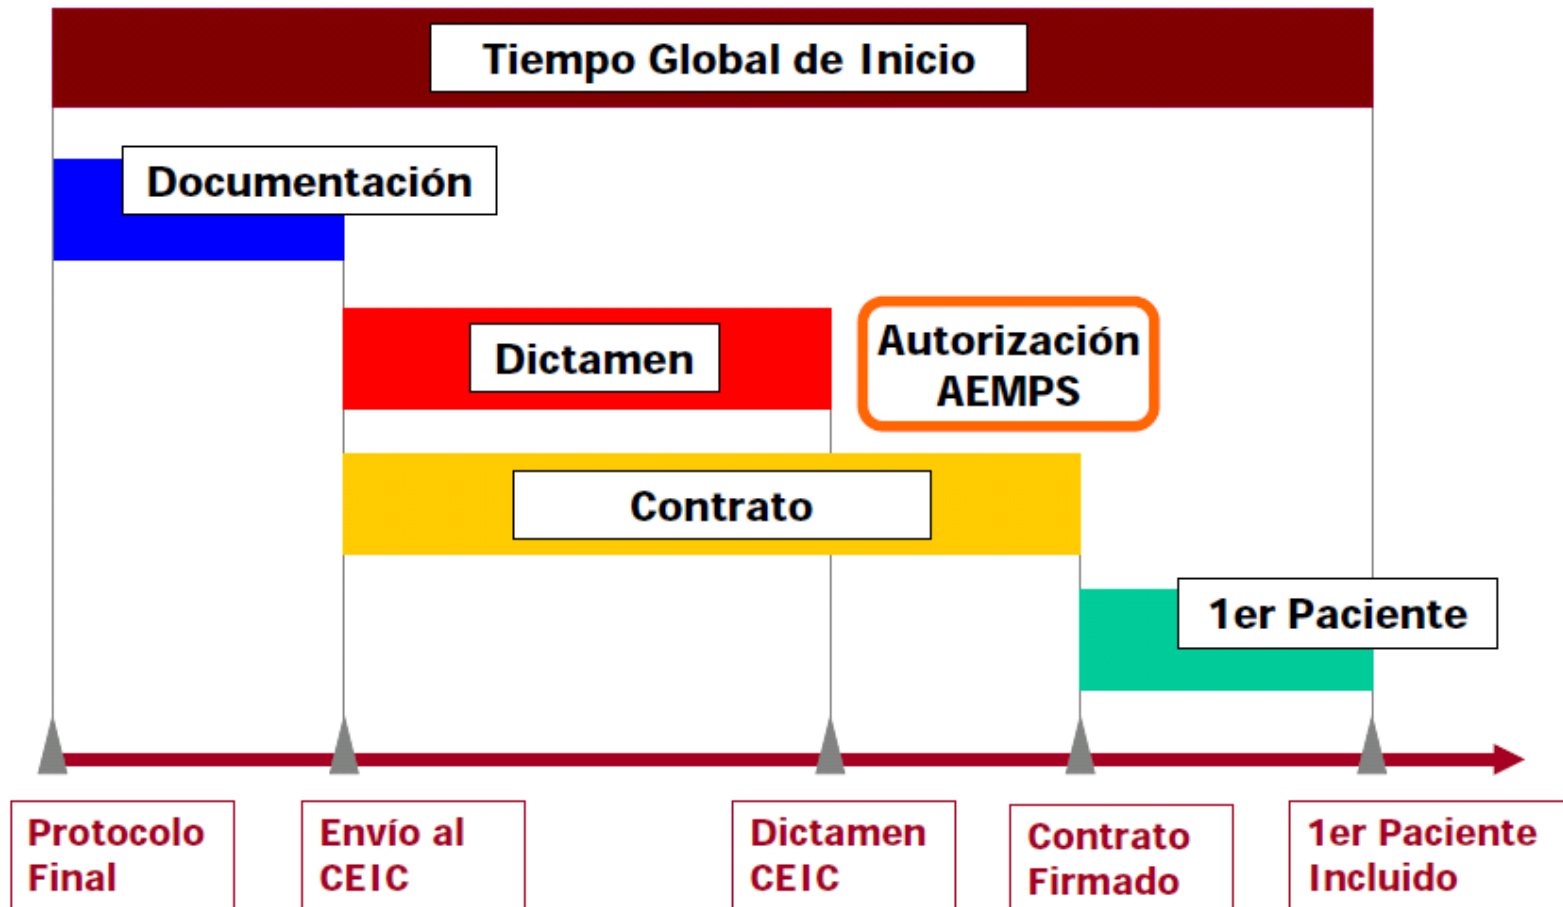 Tiempo Global de Inicio
Documentación
Dictamen
Autorización
AEMPS
Contrato
1er Paciente
Protocolo
Final
Envío al
CEIC
Dictamen
CEIC
Contrato
Firmado
1er Paciente
Incluido